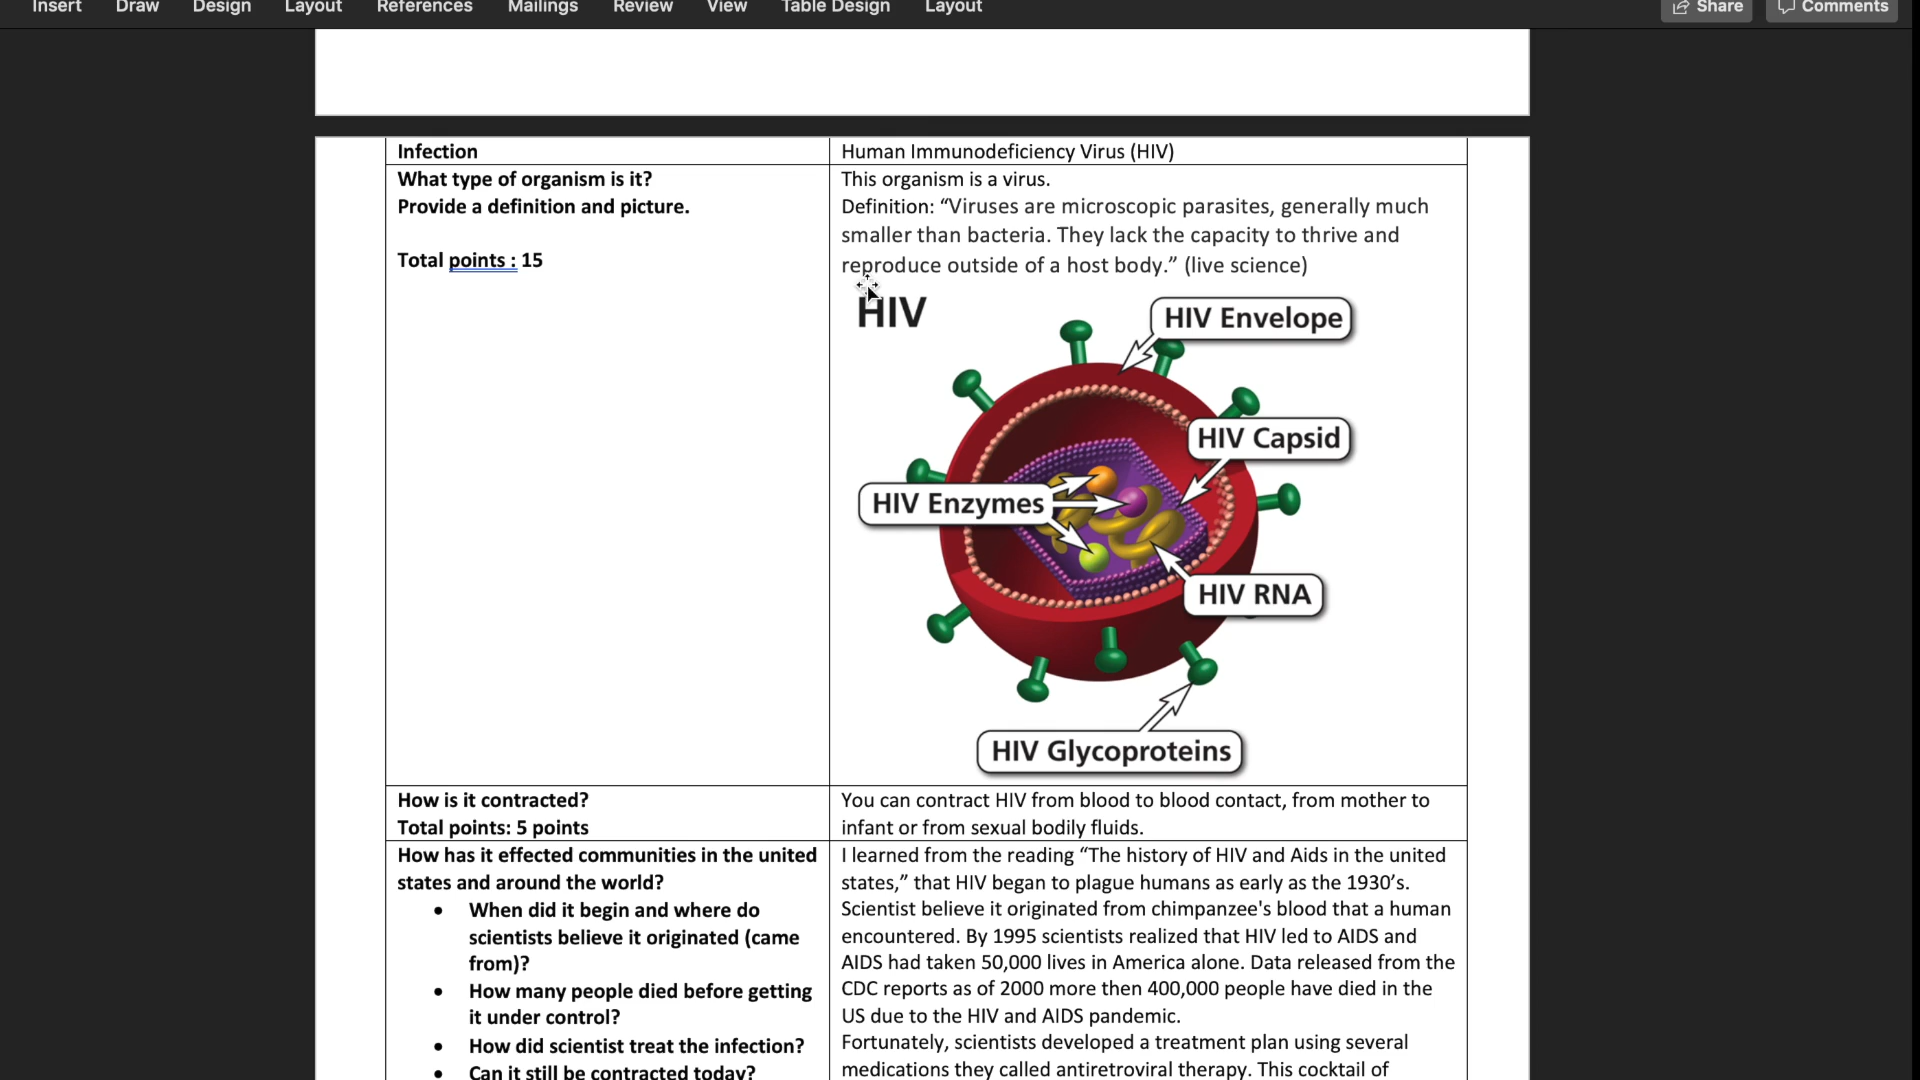 Insert Draw Design Layout References Mailings Review View Table Design Layout Share Comments
Infection
Human Immunodeficiency Virus (HIV)
What type of organism is it?
Provide a definition and picture.
Total points : 15
This organism is a virus.
Definition: “Viruses are microscopic parasites, generally much
smaller than bacteria. They lack the capacity to thrive and
reproduce outside of a host body.” (live science)
HIV
HIV Envelope
HIV Capsid
HIV Enzymes
HIV RNA
HIV Glycoproteins
How is it contracted?
Total points: 5 points
You can contract HIV from blood to blood contact, from mother to
infant or from sexual bodily fluids.
How has it effected communities in the united
states and around the world?
• When did it begin and where do
scientists believe it originated (came
from)?
• How many people died before getting
it under control?
• How did scientist treat the infection?
• Can it still be contracted today?
I learned from the reading “The history of HIV and Aids in the united
states,” that HIV began to plague humans as early as the 1930’s.
Scientist believe it originated from chimpanzee's blood that a human
encountered. By 1995 scientists realized that HIV led to AIDS and
AIDS had taken 50,000 lives in America alone. Data released from the
CDC reports as of 2000 more then 400,000 people have died in the
US due to the HIV and AIDS pandemic.
Fortunately, scientists developed a treatment plan using several
medications they called antiretroviral therapy. This cocktail of